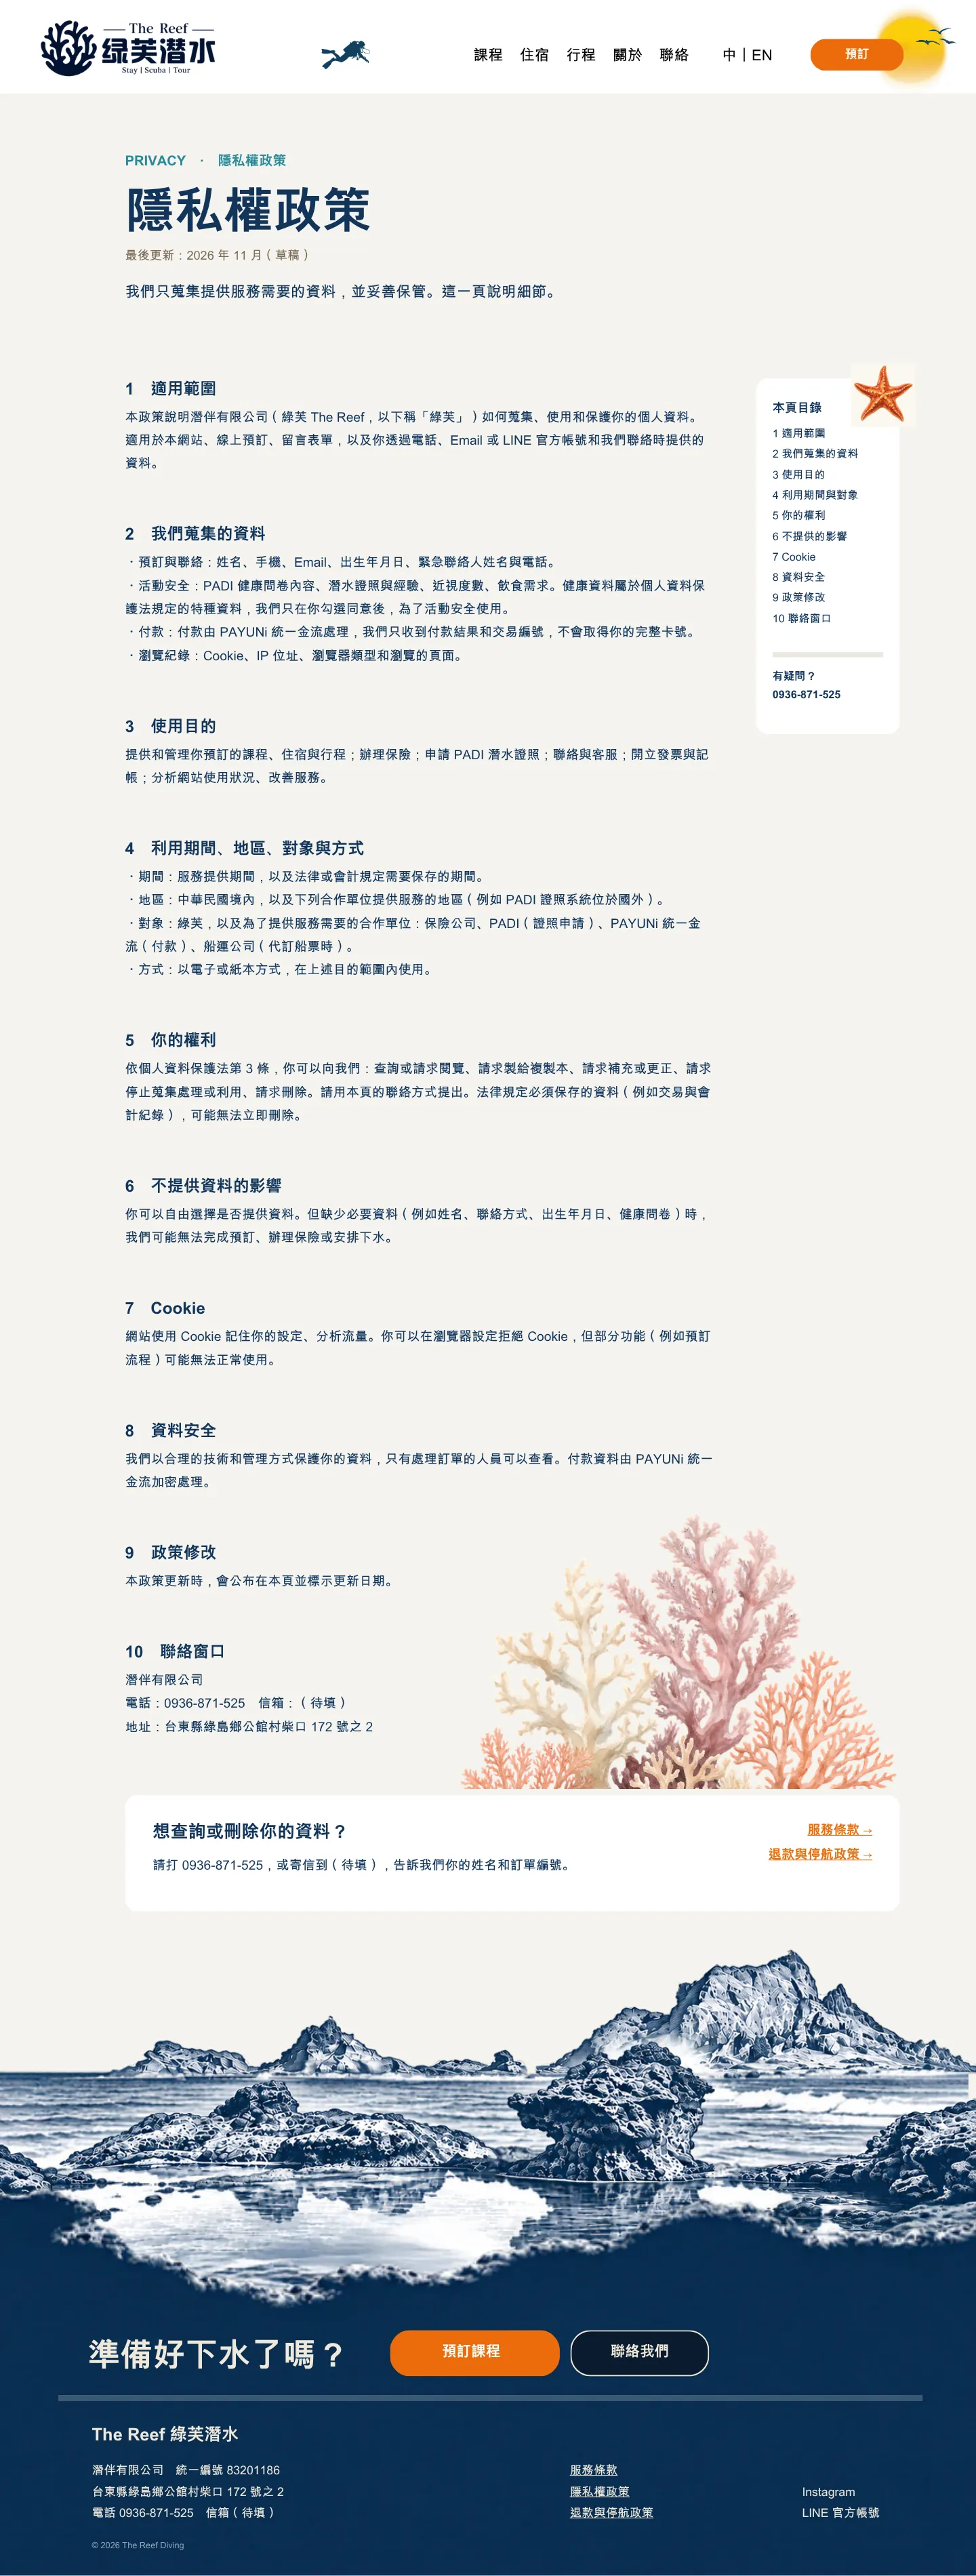 The Reef
绿芙潜水
Stay | Scuba | Tour
課程 住宿 行程 關於 聯絡 中｜EN 預訂
PRIVACY · 隱私權政策
隱私權政策
最後更新：2026 年 11 月（草稿）
我們只蒐集提供服務需要的資料，並妥善保管。這一頁說明細節。
1 適用範圍
本政策說明潛伴有限公司（綠芙 The Reef，以下稱「綠芙」）如何蒐集、使用和保護你的個人資料。
適用於本網站、線上預訂、留言表單，以及你透過電話、Email 或 LINE 官方帳號和我們聯絡時提供的
資料。
2 我們蒐集的資料
・預訂與聯絡：姓名、手機、Email、出生年月日、緊急聯絡人姓名與電話。
・活動安全：PADI 健康問卷內容、潛水證照與經驗、近視度數、飲食需求。健康資料屬於個人資料保
護法規定的特種資料，我們只在你勾選同意後，為了活動安全使用。
・付款：付款由 PAYUNi 統一金流處理，我們只收到付款結果和交易編號，不會取得你的完整卡號。
・瀏覽紀錄：Cookie、IP 位址、瀏覽器類型和瀏覽的頁面。
3 使用目的
提供和管理你預訂的課程、住宿與行程；辦理保險；申請 PADI 潛水證照；聯絡與客服；開立發票與記
帳；分析網站使用狀況、改善服務。
4 利用期間、地區、對象與方式
・期間：服務提供期間，以及法律或會計規定需要保存的期間。
・地區：中華民國境內，以及下列合作單位提供服務的地區（例如 PADI 證照系統位於國外）。
・對象：綠芙，以及為了提供服務需要的合作單位：保險公司、PADI（證照申請）、PAYUNi 統一金
流（付款）、船運公司（代訂船票時）。
・方式：以電子或紙本方式，在上述目的範圍內使用。
5 你的權利
依個人資料保護法第 3 條，你可以向我們：查詢或請求閱覽、請求製給複製本、請求補充或更正、請求
停止蒐集處理或利用、請求刪除。請用本頁的聯絡方式提出。法律規定必須保存的資料（例如交易與會
計紀錄），可能無法立即刪除。
6 不提供資料的影響
你可以自由選擇是否提供資料。但缺少必要資料（例如姓名、聯絡方式、出生年月日、健康問卷）時，
我們可能無法完成預訂、辦理保險或安排下水。
7 Cookie
網站使用 Cookie 記住你的設定、分析流量。你可以在瀏覽器設定拒絕 Cookie，但部分功能（例如預訂
流程）可能無法正常使用。
8 資料安全
我們以合理的技術和管理方式保護你的資料，只有處理訂單的人員可以查看。付款資料由 PAYUNi 統一
金流加密處理。
9 政策修改
本政策更新時，會公布在本頁並標示更新日期。
10 聯絡窗口
潛伴有限公司
電話：0936-871-525 信箱：（待填）
地址：台東縣綠島鄉公館村柴口 172 號之 2
本頁目錄
1 適用範圍
2 我們蒐集的資料
3 使用目的
4 利用期間與對象
5 你的權利
6 不提供的影響
7 Cookie
8 資料安全
9 政策修改
10 聯絡窗口
有疑問？
0936-871-525
想查詢或刪除你的資料？
請打 0936-871-525，或寄信到（待填），告訴我們你的姓名和訂單編號。
服務條款→
退款與停航政策→
準備好下水了嗎？
預訂課程
聯絡我們
The Reef 綠芙潛水
潛伴有限公司 統一編號 83201186
台東縣綠島鄉公館村柴口 172 號之 2
電話 0936-871-525 信箱（待填）
服務條款
隱私權政策
退款與停航政策
Instagram
LINE 官方帳號
© 2026 The Reef Diving